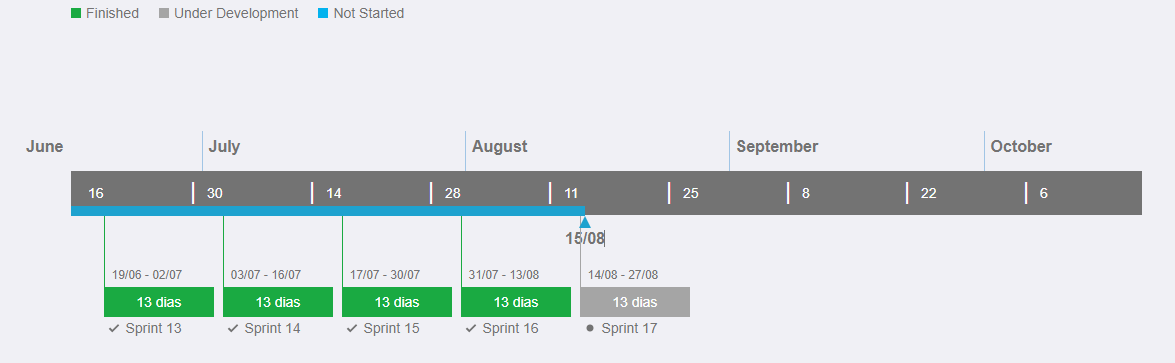 Finished Under Development Not Started
June July August September October
16 30 14 28 11 25 8 22 6
15/08
19/06 - 02/07 03/07 - 16/07 17/07 - 30/07 31/07 - 13/08 14/08 - 27/08
13 dias 13 dias 13 dias 13 dias 13 dias
Sprint 13 Sprint 14 Sprint 15 Sprint 16 Sprint 17